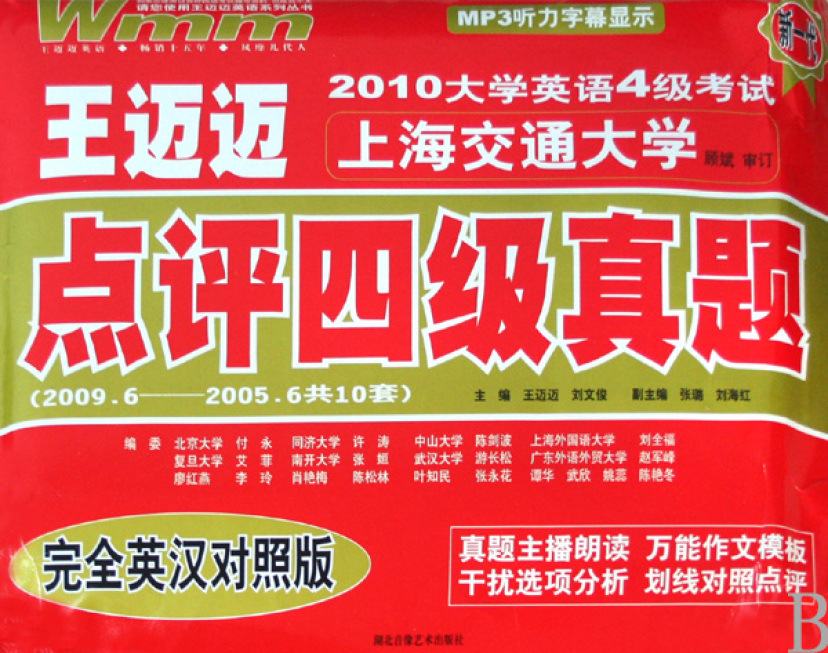 请您使用王迈迈英语系列丛书
Wmm
王迈迈英语 ◆ 畅销十五年 ◆ 风靡几代人
MP3听力字幕显示
新一代
王迈迈
2010大学英语4级考试
上海交通大学 顾斌 审订
点评四级真题
(2009.6——2005.6共10套)
主 编 王迈迈 刘文俊 副主编 张璐 刘海红
编 委 北京大学 付 永 同济大学 许 涛 中山大学 陈剑波 上海外国语大学 刘全福
复旦大学 艾 菲 南开大学 张 姮 武汉大学 游长松 广东外语外贸大学 赵军峰
廖红燕 李 玲 肖艳梅 陈松林 叶知民 张永花 谭华 武欣 姚蕊 陈艳冬
完全英汉对照版
真题主播朗读 万能作文模板
干扰选项分析 划线对照点评
湖北音像艺术出版社
B